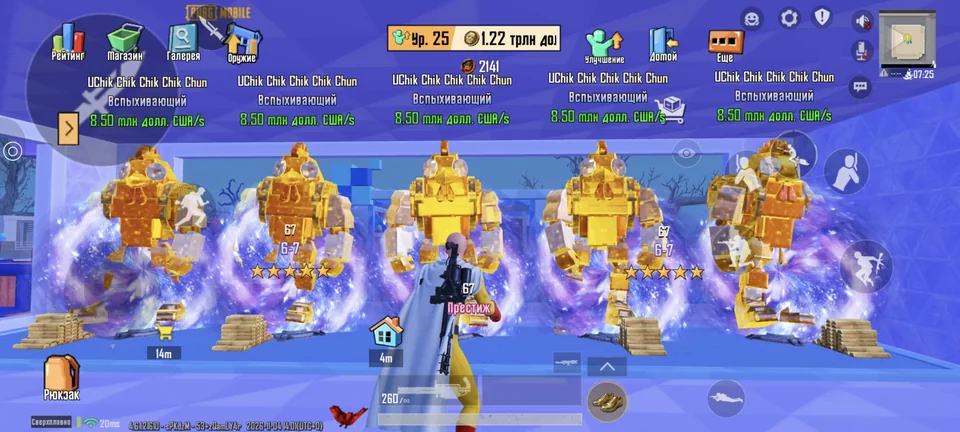 PUBG MOBILE
Рейтинг
Магазин
Галерея
Оружие
Ур. 25
1.22 трлн дол
2141
Улучшение
Домой
Еще
07:25
UChik Chik Chik Chik Chun
Вспыхивающий
8.50 млн долл. США/s
UChik Chik Chik Chik Chun
Вспыхивающий
8.50 млн долл. США/s
UChik Chik Chik Chik Chun
Вспыхивающий
8.50 млн долл. США/s
UChik Chik Chik Chik Chun
Вспыхивающий
8.50 млн долл. США/s
UChik Chik Chik Chik Chun
Вспыхивающий
8.50 млн долл. США/s
67
6-7
67
6-7
67
Престиж
14m
4m
Рюкзак
260/∞
Сверхплавно
20ms